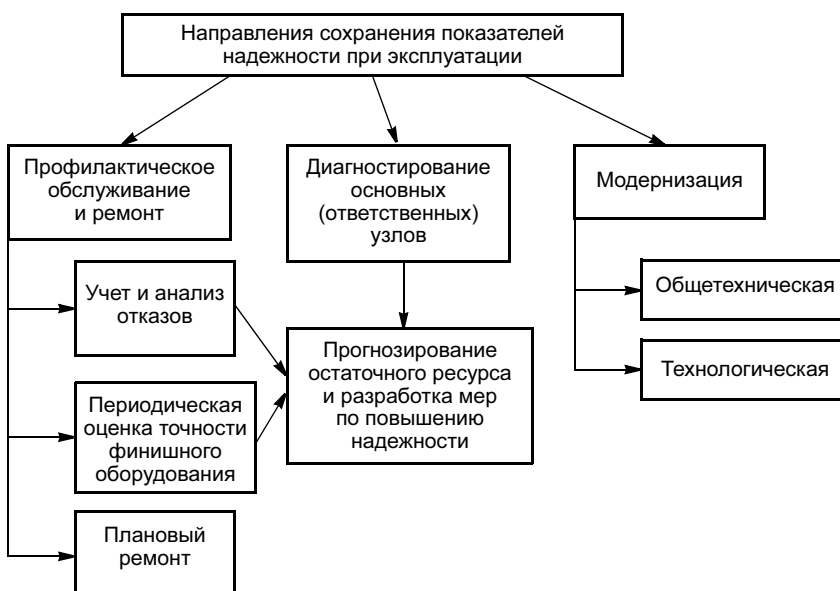 Направления сохранения показателей
надежности при эксплуатации
Профилактическое
обслуживание
и ремонт
Диагностирование
основных
(ответственных)
узлов
Модернизация
Учет и анализ
отказов
Общетехническая
Прогнозирование
остаточного ресурса
и разработка мер
по повышению
надежности
Технологическая
Периодическая
оценка точности
финишного
оборудования
Плановый
ремонт